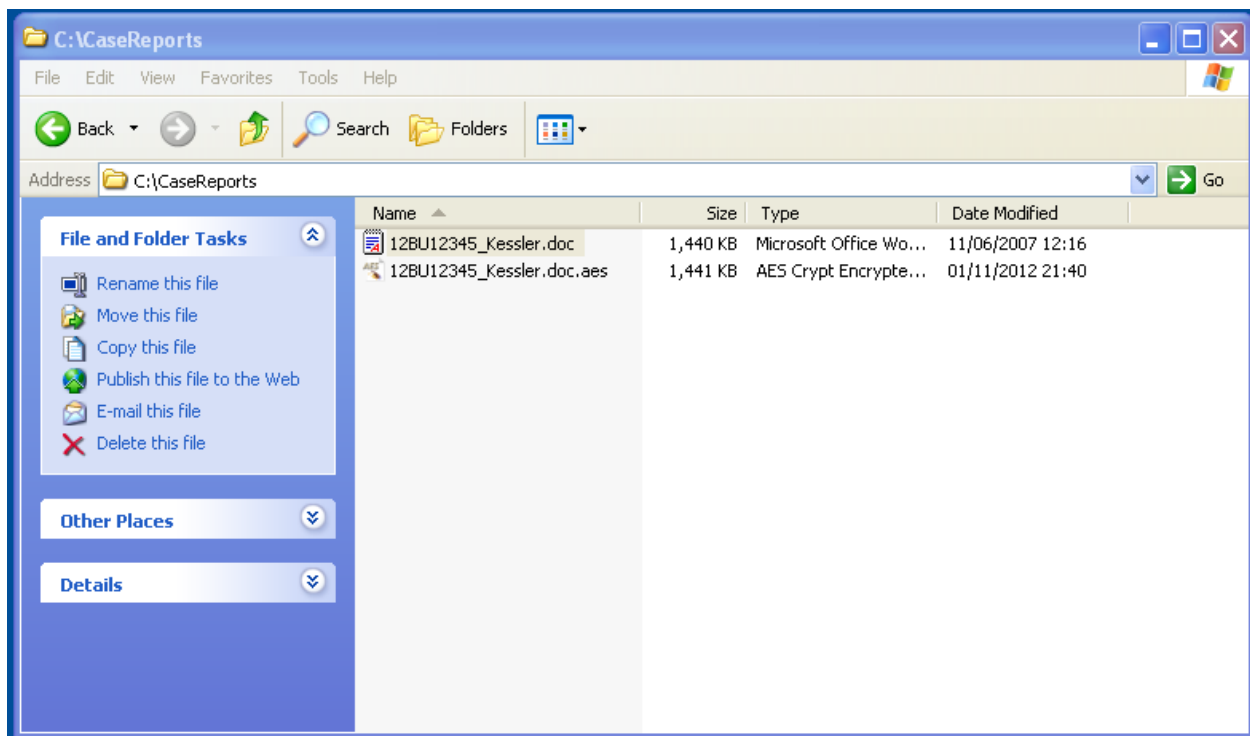 C:\CaseReports
File Edit View Favorites Tools Help
Back Search Folders
Address C:\CaseReports Go
File and Folder Tasks
Rename this file
Move this file
Copy this file
Publish this file to the Web
E-mail this file
Delete this file
Other Places
Details
Name Size Type Date Modified
12BU12345_Kessler.doc 1,440 KB Microsoft Office Wo... 11/06/2007 12:16
12BU12345_Kessler.doc.aes 1,441 KB AES Crypt Encrypte... 01/11/2012 21:40